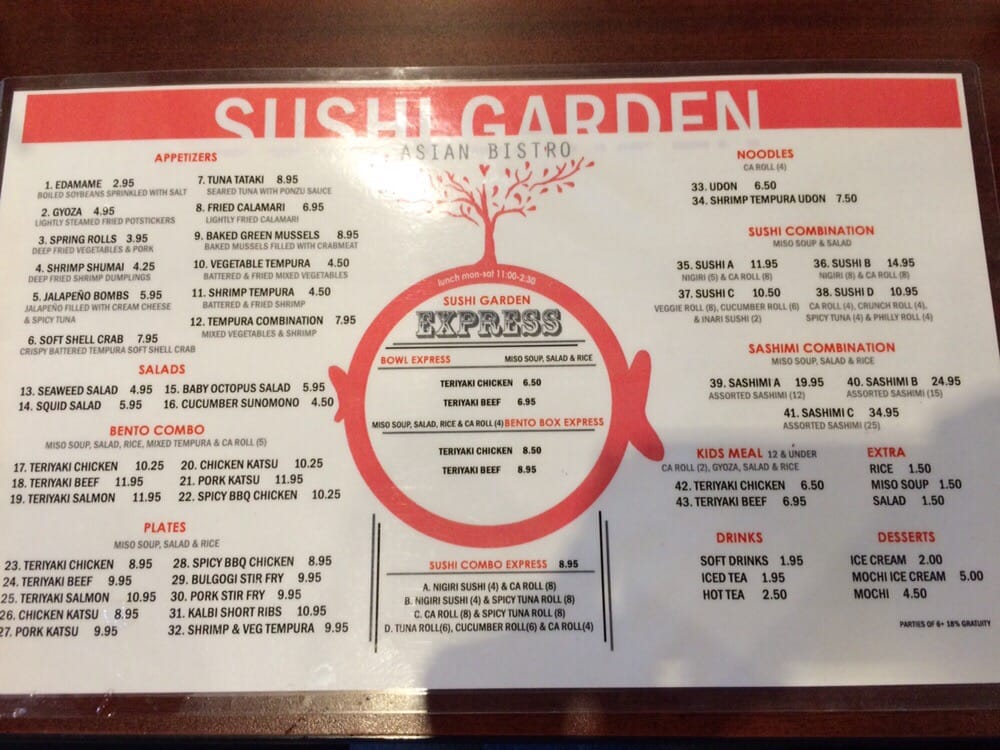 SUSHI GARDEN
ASIAN BISTRO
APPETIZERS
1. EDAMAME 2.95
BOILED SOYBEANS SPRINKLED WITH SALT
2. GYOZA 4.95
LIGHTLY STEAMED FRIED POTSTICKERS
3. SPRING ROLLS 3.95
DEEP FRIED VEGETABLES & PORK
4. SHRIMP SHUMAI 4.25
DEEP FRIED SHRIMP DUMPLINGS
5. JALAPEÑO BOMBS 5.95
JALAPEÑO FILLED WITH CREAM CHEESE
& SPICY TUNA
6. SOFT SHELL CRAB 7.95
CRISPY BATTERED TEMPURA SOFT SHELL CRAB
7. TUNA TATAKI 8.95
SEARED TUNA WITH PONZU SAUCE
8. FRIED CALAMARI 6.95
LIGHTLY FRIED CALAMARI
9. BAKED GREEN MUSSELS 8.95
BAKED MUSSELS FILLED WITH CRABMEAT
10. VEGETABLE TEMPURA 4.50
BATTERED & FRIED MIXED VEGETABLES
11. SHRIMP TEMPURA 4.50
BATTERED & FRIED SHRIMP
12. TEMPURA COMBINATION 7.95
MIXED VEGETABLES & SHRIMP
SALADS
13. SEAWEED SALAD 4.95 15. BABY OCTOPUS SALAD 5.95
14. SQUID SALAD 5.95 16. CUCUMBER SUNOMONO 4.50
BENTO COMBO
MISO SOUP, SALAD, RICE, MIXED TEMPURA & CA ROLL (5)
17. TERIYAKI CHICKEN 10.25 20. CHICKEN KATSU 10.25
18. TERIYAKI BEEF 11.95 21. PORK KATSU 11.95
19. TERIYAKI SALMON 11.95 22. SPICY BBQ CHICKEN 10.25
PLATES
MISO SOUP, SALAD & RICE
23. TERIYAKI CHICKEN 8.95 28. SPICY BBQ CHICKEN 8.95
24. TERIYAKI BEEF 9.95 29. BULGOGI STIR FRY 9.95
25. TERIYAKI SALMON 10.95 30. PORK STIR FRY 9.95
26. CHICKEN KATSU 8.95 31. KALBI SHORT RIBS 10.95
27. PORK KATSU 9.95 32. SHRIMP & VEG TEMPURA 9.95
lunch mon-sat 11:00-2:30
SUSHI GARDEN
EXPRESS
BOWL EXPRESS MISO SOUP, SALAD & RICE
TERIYAKI CHICKEN 6.50
TERIYAKI BEEF 6.95
MISO SOUP, SALAD, RICE & CA ROLL (4) BENTO BOX EXPRESS
TERIYAKI CHICKEN 8.50
TERIYAKI BEEF 8.95
SUSHI COMBO EXPRESS 8.95
A. NIGIRI SUSHI (4) & CA ROLL (8)
B. NIGIRI SUSHI (4) & SPICY TUNA ROLL (8)
C. CA ROLL (8) & SPICY TUNA ROLL (8)
D. TUNA ROLL(6), CUCUMBER ROLL(6) & CA ROLL(4)
NOODLES
CA ROLL (4)
33. UDON 6.50
34. SHRIMP TEMPURA UDON 7.50
SUSHI COMBINATION
MISO SOUP & SALAD
35. SUSHI A 11.95
NIGIRI (5) & CA ROLL (8)
36. SUSHI B 14.95
NIGIRI (8) & CA ROLL (8)
37. SUSHI C 10.50
VEGGIE ROLL (8), CUCUMBER ROLL (6)
& INARI SUSHI (2)
38. SUSHI D 10.95
CA ROLL (4), CRUNCH ROLL (4),
SPICY TUNA (4) & PHILLY ROLL (4)
SASHIMI COMBINATION
MISO SOUP, SALAD & RICE
39. SASHIMI A 19.95
ASSORTED SASHIMI (12)
40. SASHIMI B 24.95
ASSORTED SASHIMI (15)
41. SASHIMI C 34.95
ASSORTED SASHIMI (25)
KIDS MEAL 12 & UNDER
CA ROLL (2), GYOZA, SALAD & RICE
42. TERIYAKI CHICKEN 6.50
43. TERIYAKI BEEF 6.95
EXTRA
RICE 1.50
MISO SOUP 1.50
SALAD 1.50
DRINKS
SOFT DRINKS 1.95
ICED TEA 1.95
HOT TEA 2.50
DESSERTS
ICE CREAM 2.00
MOCHI ICE CREAM 5.00
MOCHI 4.50
PARTIES OF 6+ 18% GRATUITY